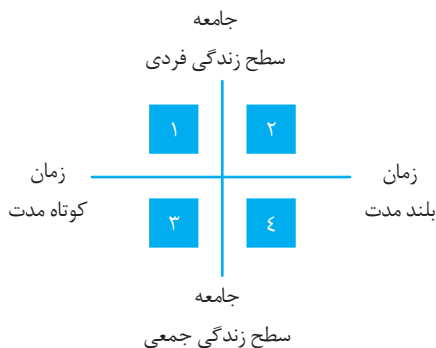 جامعه
سطح زندگی فردی
۱
۲
زمان
کوتاه مدت
زمان
بلند مدت
۳
٤
جامعه
سطح زندگی جمعی